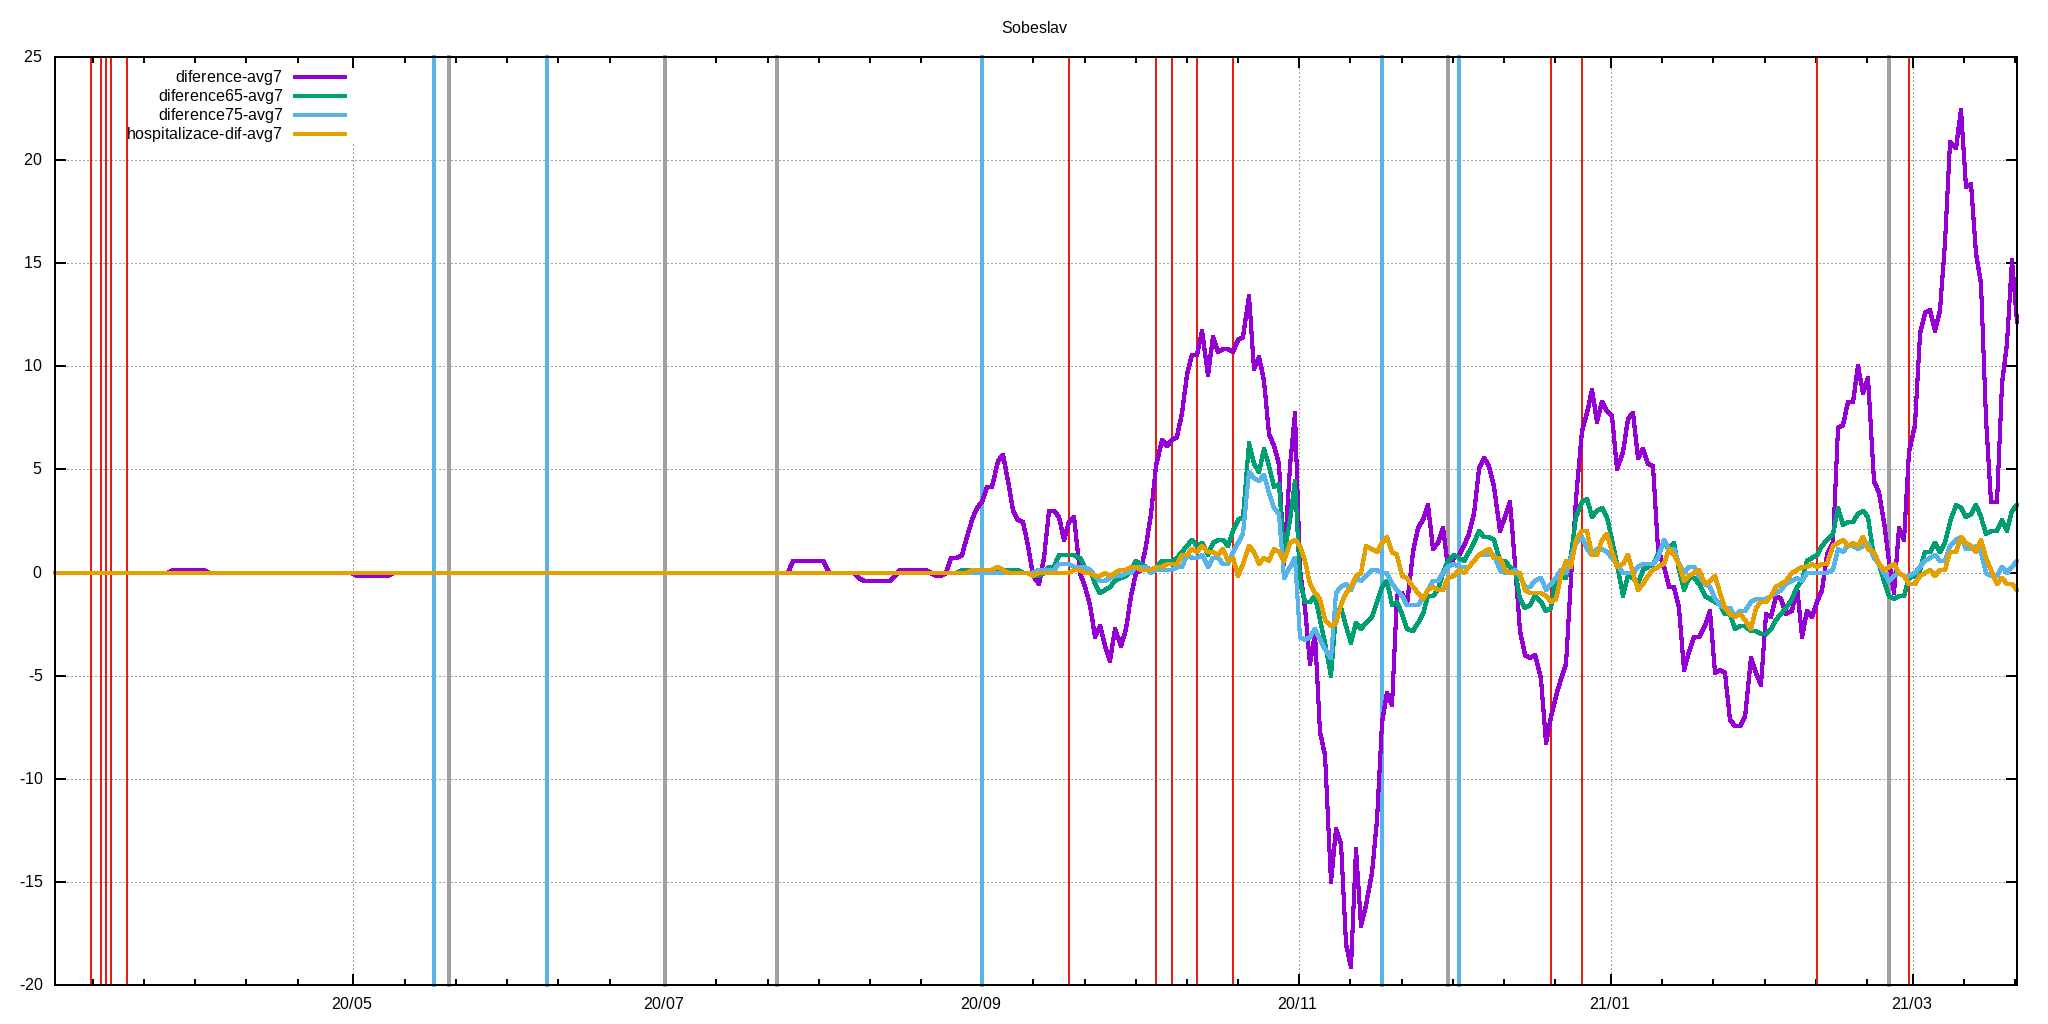 Sobeslav
25
diference-avg7
diference65-avg7
diference75-avg7
hospitalizace-dif-avg7
20
15
10
5
0
-5
-10
-15
-20
20/05 20/07 20/09 20/11 21/01 21/03